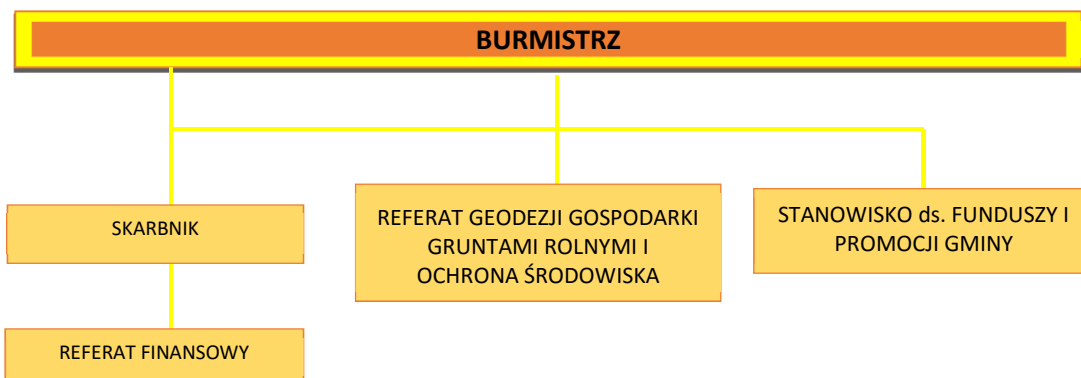 BURMISTRZ
SKARBNIK
REFERAT GEODEZJI GOSPODARKI
GRUNTAMI ROLNYMI I
OCHRONA ŚRODOWISKA
STANOWISKO ds. FUNDUSZY I
PROMOCJI GMINY
REFERAT FINANSOWY